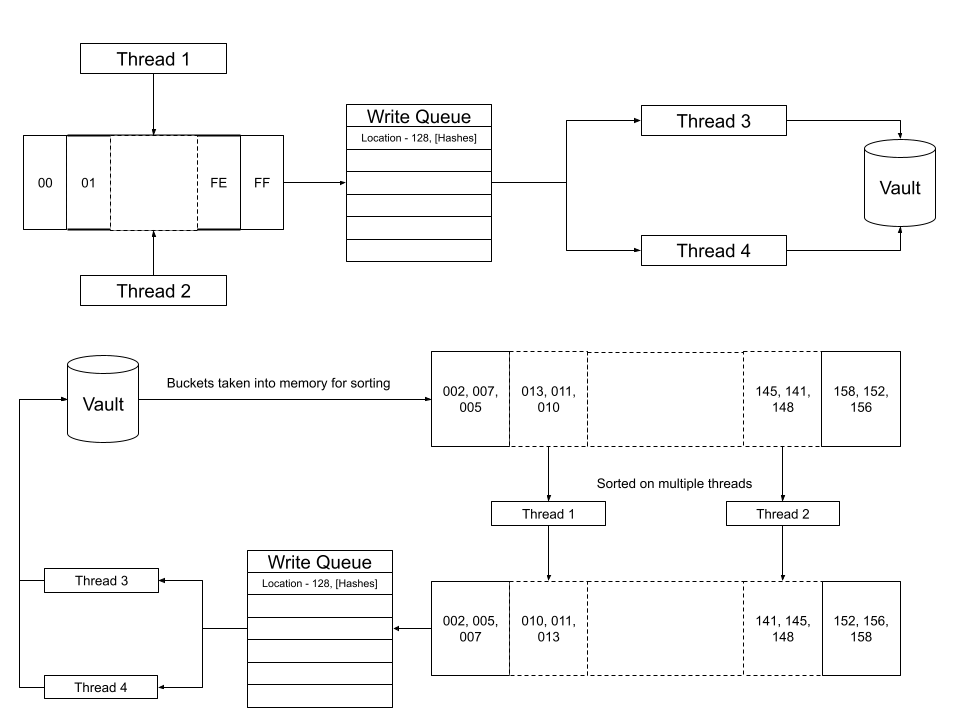 Thread 1
00
01
FE
FF
Thread 2
Write Queue
Location - 128, [Hashes]
Thread 3
Thread 4
Vault
Vault
Buckets taken into memory for sorting
002, 007,
005
013, 011,
010
145, 141,
148
158, 152,
156
Sorted on multiple threads
Thread 1
Thread 2
002, 005,
007
010, 011,
013
141, 145,
148
152, 156,
158
Write Queue
Location - 128, [Hashes]
Thread 3
Thread 4